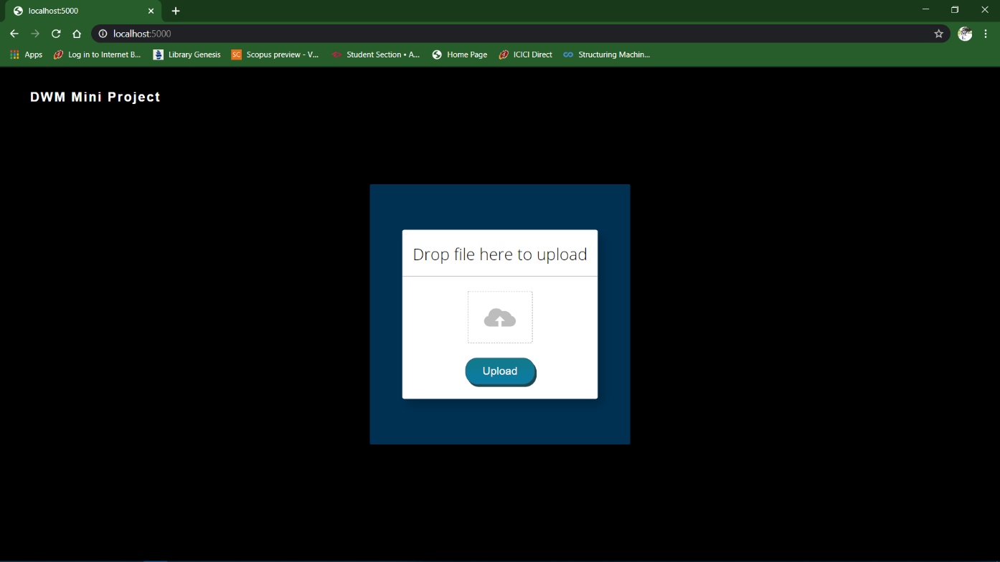 localhost:5000
localhost:5000
Apps Log in to Internet B... Library Genesis SC Scopus preview - V... Student Section • A... Home Page ICICI Direct Structuring Machin...
DWM Mini Project
Drop file here to upload
Upload